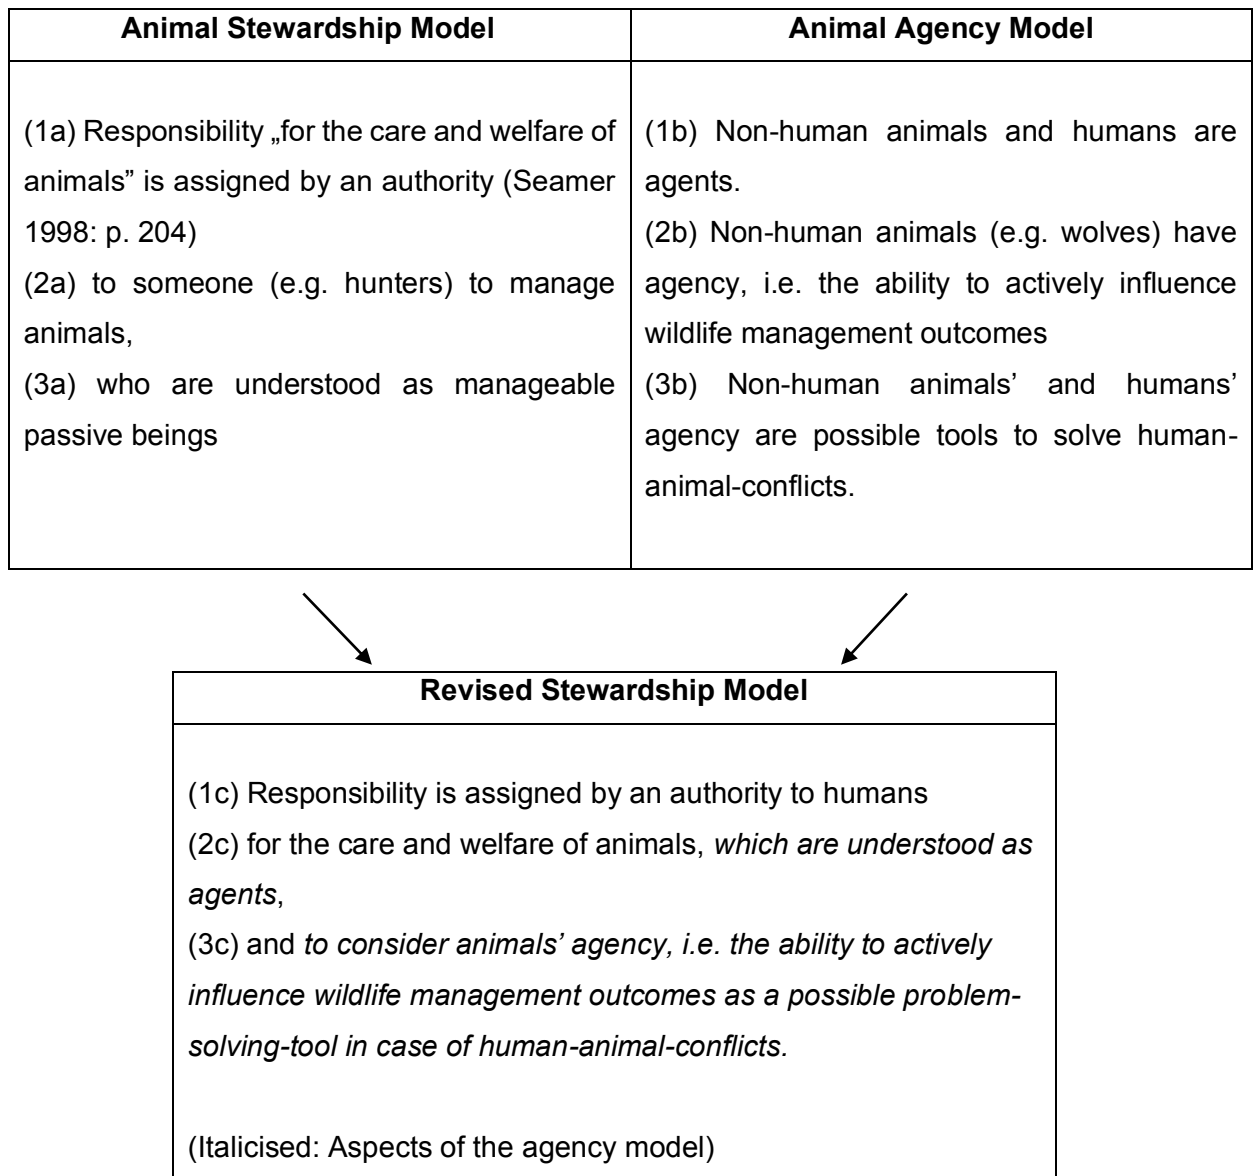 Animal Stewardship Model
(1a) Responsibility „for the care and welfare of
animals” is assigned by an authority (Seamer
1998: p. 204)
(2a) to someone (e.g. hunters) to manage
animals,
(3a) who are understood as manageable
passive beings
Animal Agency Model
(1b) Non-human animals and humans are
agents.
(2b) Non-human animals (e.g. wolves) have
agency, i.e. the ability to actively influence
wildlife management outcomes
(3b) Non-human animals’ and humans’
agency are possible tools to solve human-
animal-conflicts.
Revised Stewardship Model
(1c) Responsibility is assigned by an authority to humans
(2c) for the care and welfare of animals, which are understood as
agents,
(3c) and to consider animals’ agency, i.e. the ability to actively
influence wildlife management outcomes as a possible problem-
solving-tool in case of human-animal-conflicts.
(Italicised: Aspects of the agency model)